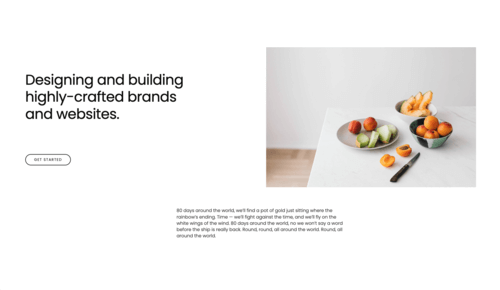 Designing and building
highly-crafted brands
and websites.
GET STARTED
80 days around the world, we'll find a pot of gold just sitting where the
rainbow's ending. Time — we'll fight against the time, and we'll fly on the
white wings of the wind. 80 days around the world, no we won't say a word
before the ship is really back. Round, round, all around the world. Round, all
around the world.